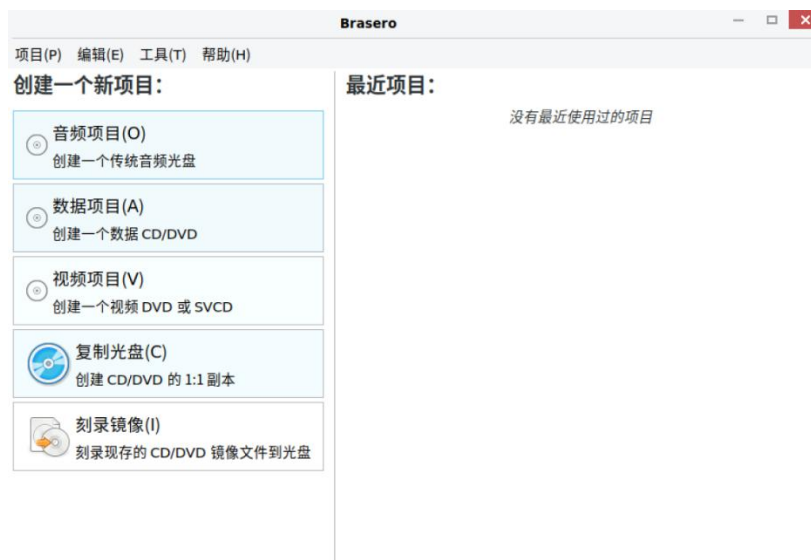 Brasero
项目(P) 编辑(E) 工具(T) 帮助(H)
创建一个新项目：
音频项目(O)
创建一个传统音频光盘
数据项目(A)
创建一个数据 CD/DVD
视频项目(V)
创建一个视频 DVD 或 SVCD
复制光盘(C)
创建 CD/DVD 的 1:1 副本
刻录镜像(I)
刻录现存的 CD/DVD 镜像文件到光盘
最近项目：
没有最近使用过的项目